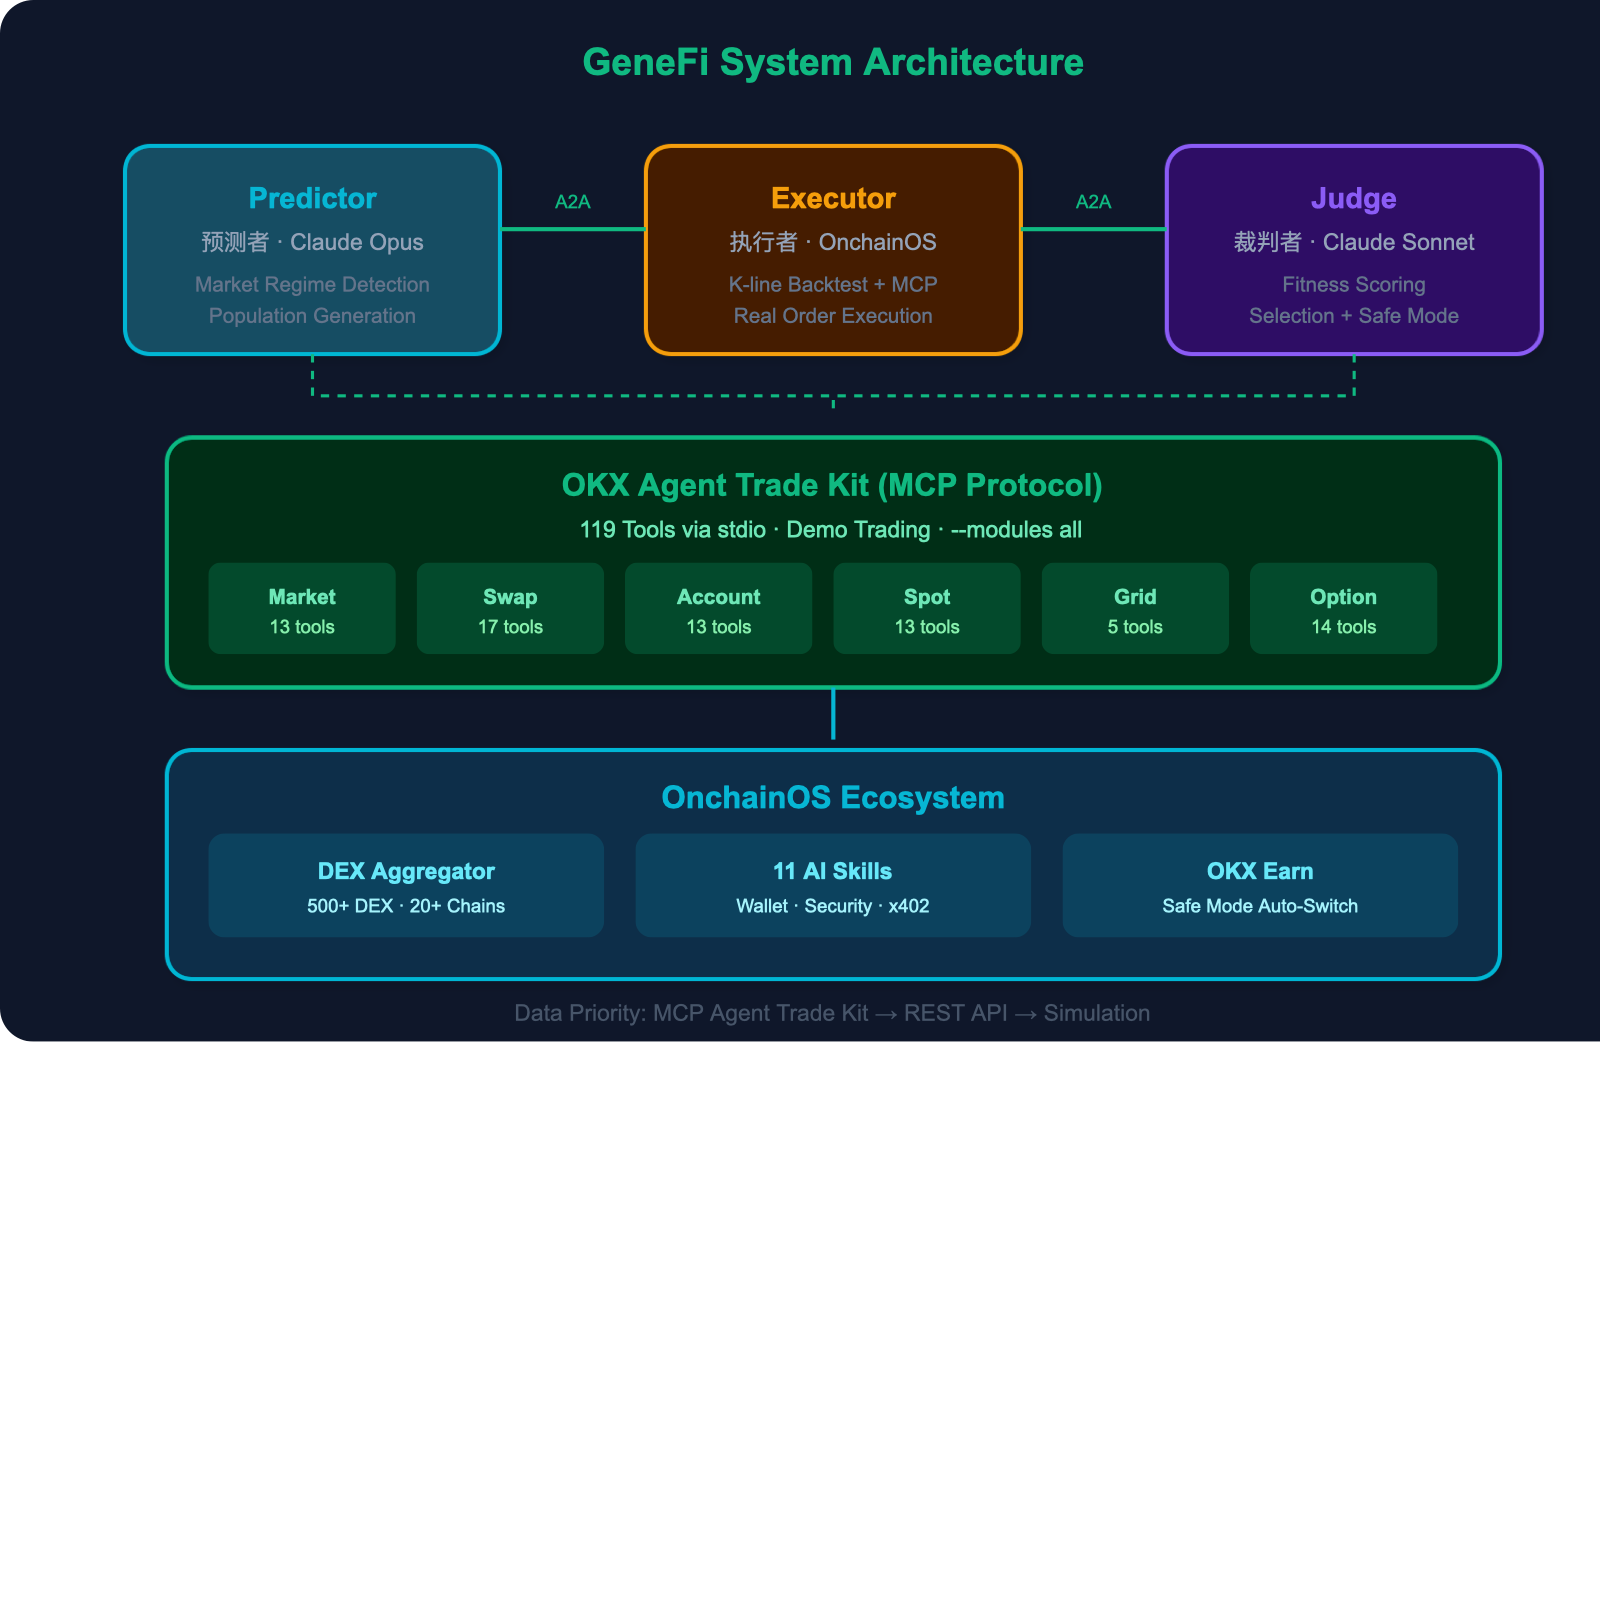 GeneFi System Architecture
Predictor
预测者 · Claude Opus
Market Regime Detection
Population Generation
A2A
Executor
执行者 · OnchainOS
K-line Backtest + MCP
Real Order Execution
A2A
Judge
裁判者 · Claude Sonnet
Fitness Scoring
Selection + Safe Mode
OKX Agent Trade Kit (MCP Protocol)
119 Tools via stdio · Demo Trading · --modules all
Market
13 tools
Swap
17 tools
Account
13 tools
Spot
13 tools
Grid
5 tools
Option
14 tools
OnchainOS Ecosystem
DEX Aggregator
500+ DEX · 20+ Chains
11 AI Skills
Wallet · Security · x402
OKX Earn
Safe Mode Auto-Switch
Data Priority: MCP Agent Trade Kit → REST API → Simulation